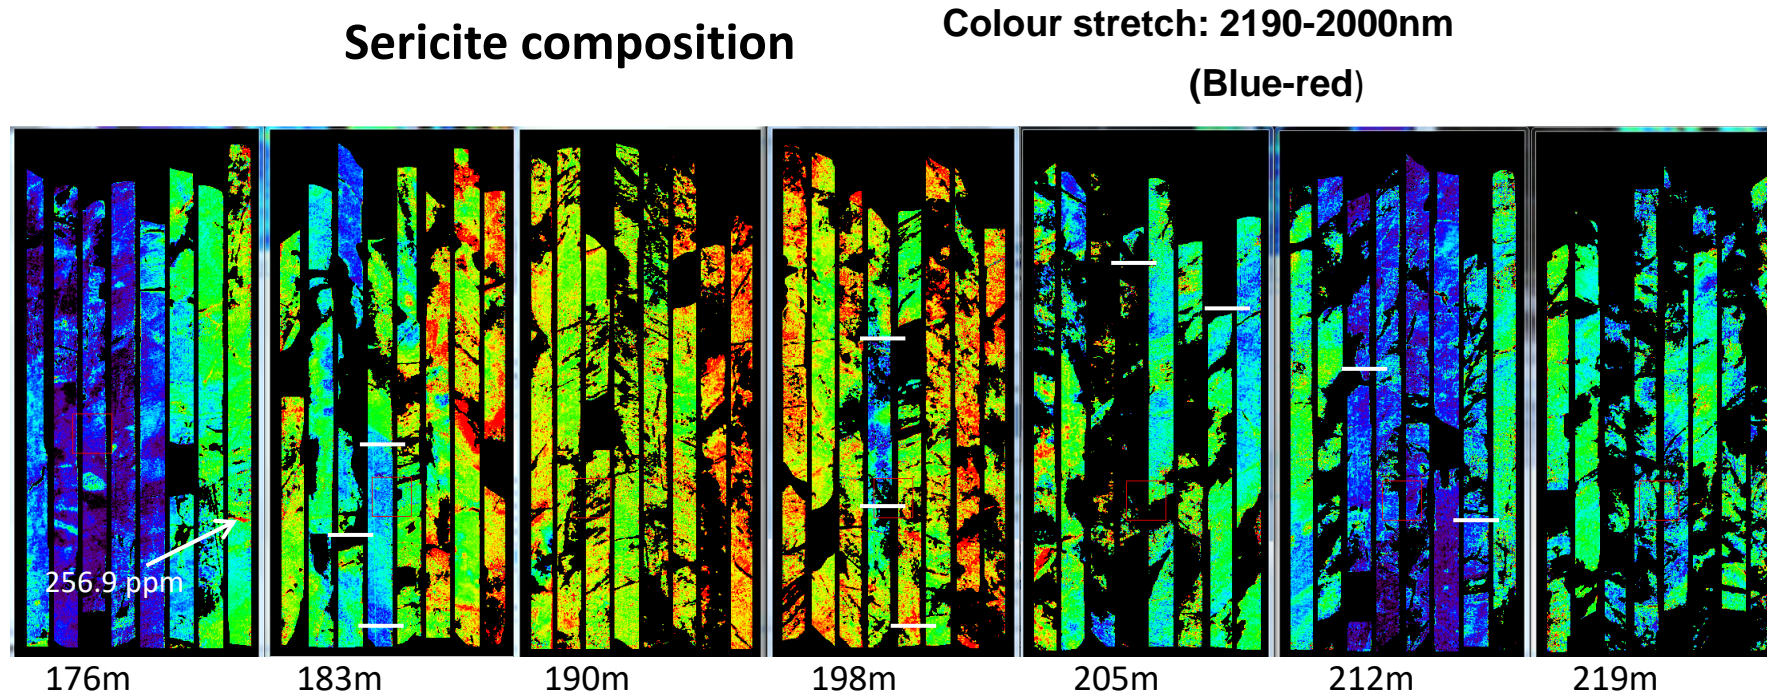 Sericite composition
Colour stretch: 2190-2000nm
(Blue-red)
256.9 ppm
176m
183m
190m
198m
205m
212m
219m